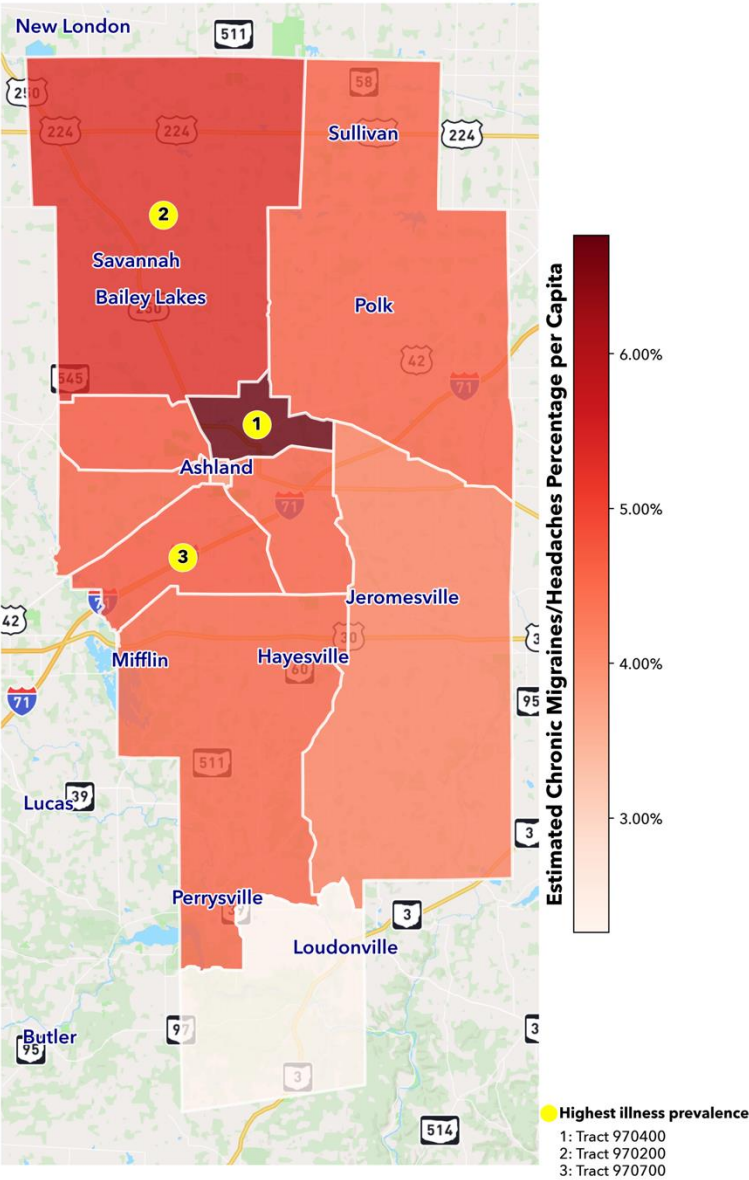 New London
511
250
58
224
224
Sullivan
224
2
Savannah
Bailey Lakes
250
Polk
42
545
71
1
Ashland
71
3
71
Jeromesville
42
30
3
Mifflin
Hayesville
60
71
95
511
Lucas
39
3
Perrysville
39
3
Loudonville
97
3
Butler
95
3
514
Estimated Chronic Migraines/Headaches Percentage per Capita
6.00%
5.00%
4.00%
3.00%
Highest illness prevalence
1: Tract 970400
2: Tract 970200
3: Tract 970700